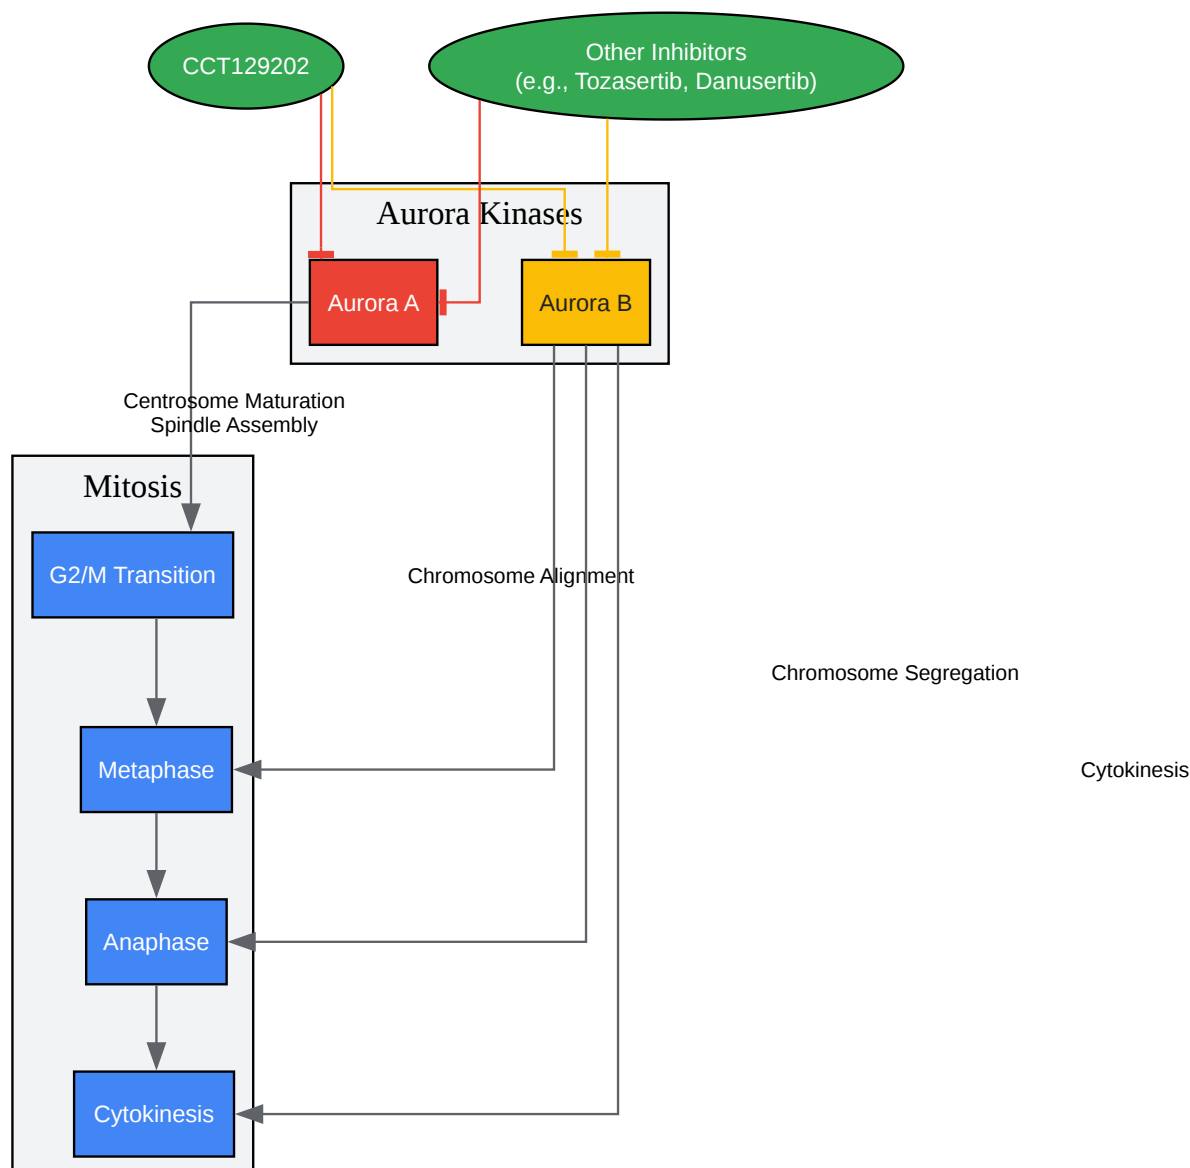 CCT129202
Other Inhibitors
(e.g., Tozasertib, Danusertib)
Aurora Kinases
Aurora A
Aurora B
Centrosome Maturation
Spindle Assembly
Mitosis
G2/M Transition
Chromosome Alignment
Chromosome Segregation
Metaphase
Cytokinesis
Anaphase
Cytokinesis